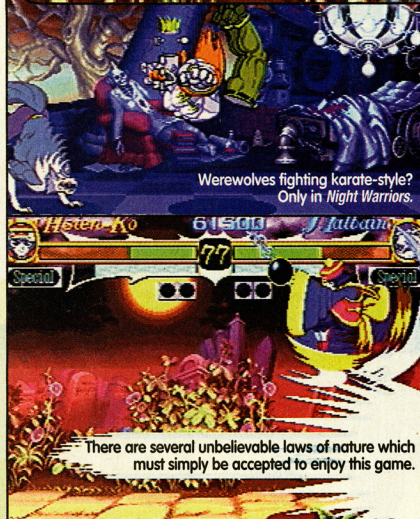 Werewolves fighting karate-style?
Only in Night Warriors.
Hsien-Ko 61500 J.Talbain
77
Special Special
There are several unbelievable laws of nature which
must simply be accepted to enjoy this game.